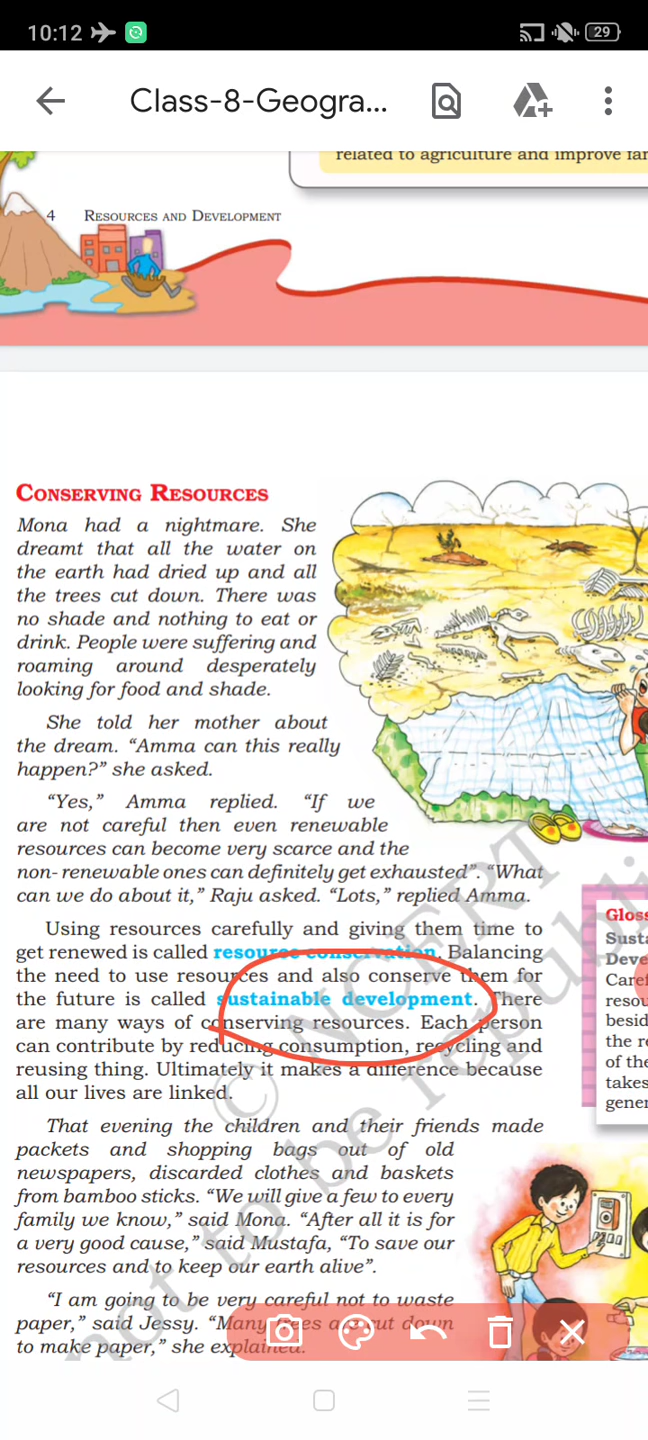 10:12
29
Class-8-Geogra...
related to agriculture and improve
4 RESOURCES AND DEVELOPMENT
CONSERVING RESOURCES
Mona had a nightmare. She
dreamt that all the water on
the earth had dried up and all
the trees cut down. There was
no shade and nothing to eat or
drink. People were suffering and
roaming around desperately
looking for food and shade.
She told her mother about
the dream. “Amma can this really
happen?” she asked.
“Yes,” Amma replied. “If we
are not careful then even renewable
resources can become very scarce and the
non- renewable ones can definitely get exhausted”. “What
can we do about it,” Raju asked. “Lots,” replied Amma.
Using resources carefully and giving them time to
get renewed is called resource conservation. Balancing
the need to use resources and also conserve them for
the future is called sustainable development. There
are many ways of conserving resources. Each person
can contribute by reducing consumption, recycling and
reusing thing. Ultimately it makes a difference because
all our lives are linked.
That evening the children and their friends made
packets and shopping bags out of old
newspapers, discarded clothes and baskets
from bamboo sticks. “We will give a few to every
family we know,” said Mona. “After all it is for
a very good cause,” said Mustafa, “To save our
resources and to keep our earth alive”.
“I am going to be very careful not to waste
paper,” said Jessy. “Many trees are cut down
to make paper,” she explained.
Gloss
Susta
Deve
Caref
resou
besid
the re
of the
takes
gener
© NCERT
not to be republi